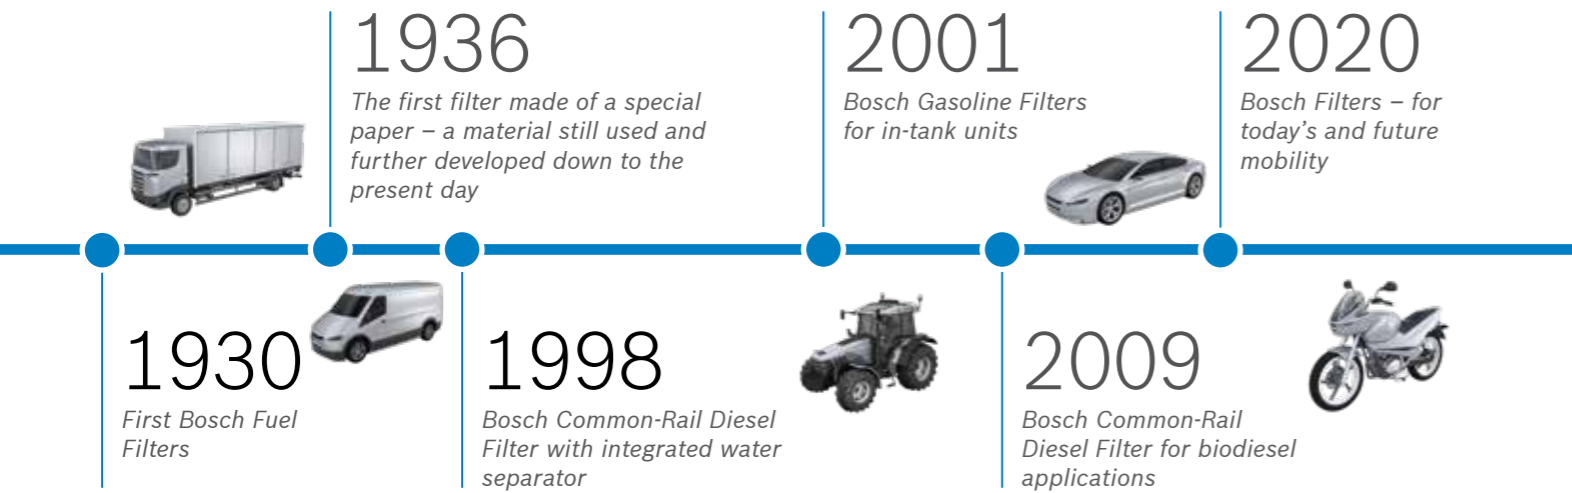 1936
The first filter made of a special
paper – a material still used and
further developed down to the
present day
2001
Bosch Gasoline Filters
for in-tank units
2020
Bosch Filters – for
today’s and future
mobility
1930
First Bosch Fuel
Filters
1998
Bosch Common-Rail Diesel
Filter with integrated water
separator
2009
Bosch Common-Rail
Diesel Filter for biodiesel
applications